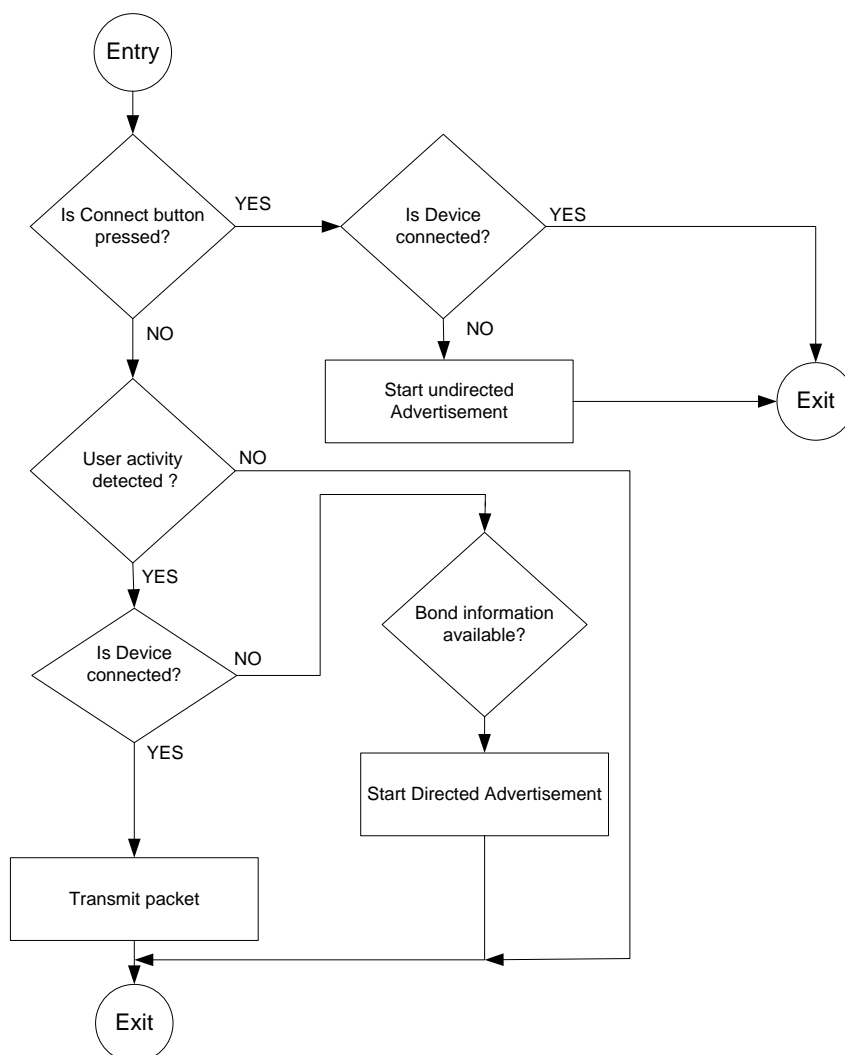 Entry
Is Connect button
pressed?
YES
Is Device
connected?
YES
NO
NO
Start undirected
Advertisement
Exit
User activity
detected ?
NO
YES
Bond information
available?
Is Device
connected?
NO
YES
Start Directed Advertisement
Transmit packet
Exit